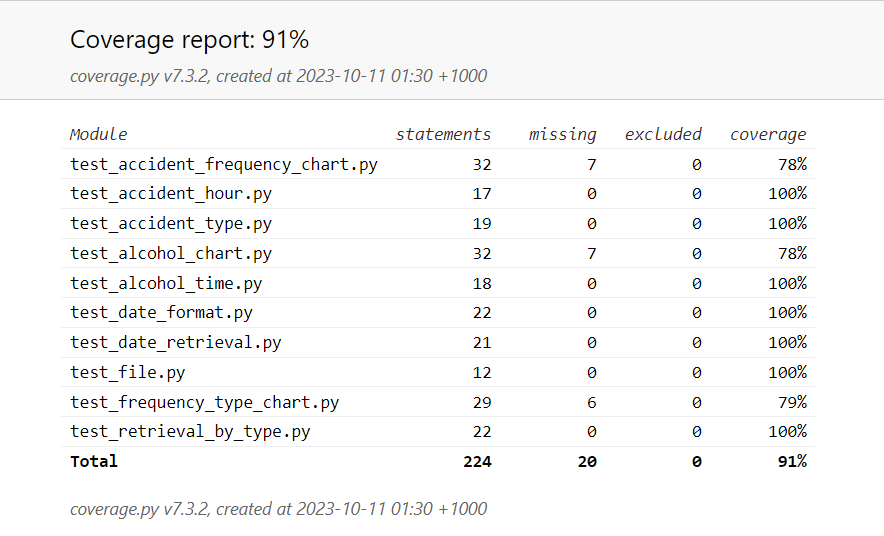 Coverage report: 91%
coverage.py v7.3.2, created at 2023-10-11 01:30 +1000
Module statements missing excluded coverage
test_accident_frequency_chart.py 32 7 0 78%
test_accident_hour.py 17 0 0 100%
test_accident_type.py 19 0 0 100%
test_alcohol_chart.py 32 7 0 78%
test_alcohol_time.py 18 0 0 100%
test_date_format.py 22 0 0 100%
test_date_retrieval.py 21 0 0 100%
test_file.py 12 0 0 100%
test_frequency_type_chart.py 29 6 0 79%
test_retrieval_by_type.py 22 0 0 100%
Total 224 20 0 91%
coverage.py v7.3.2, created at 2023-10-11 01:30 +1000